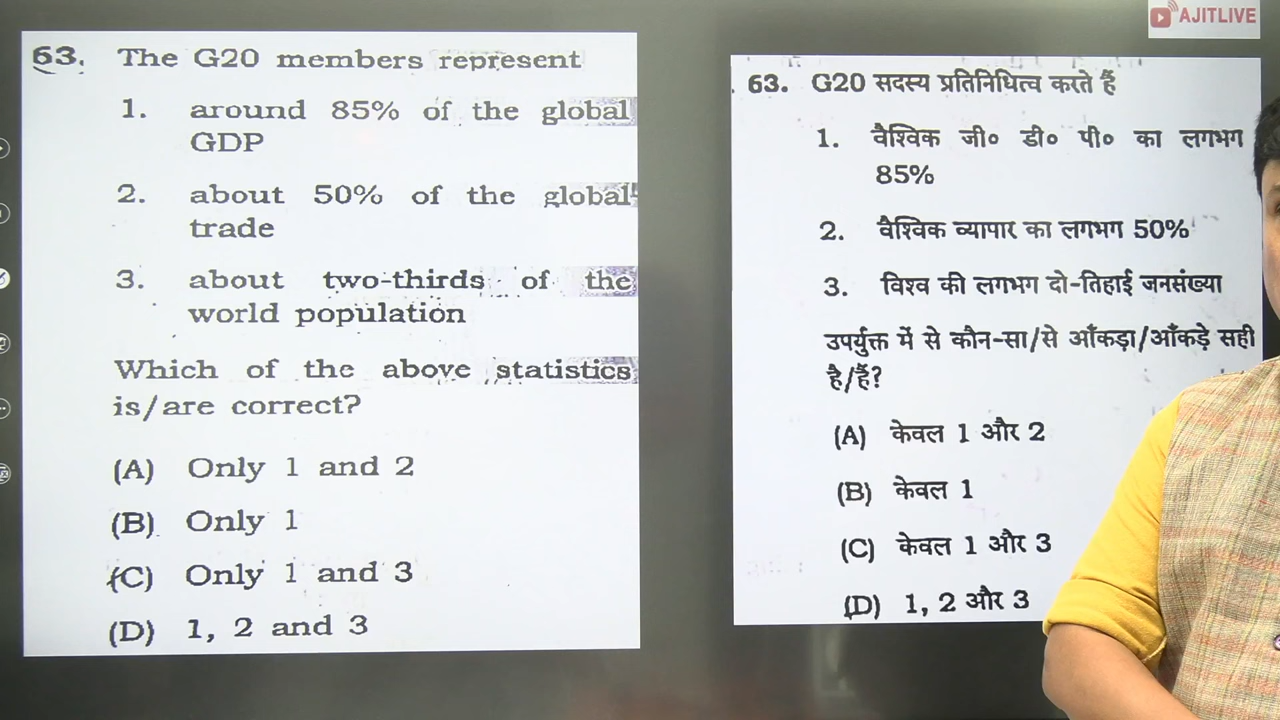 AJITLIVE
63. The G20 members represent
1. around 85% of the global
GDP
2. about 50% of the global
trade
3. about two-thirds of the
world population
Which of the above statistics
is/are correct?
(A) Only 1 and 2
(B) Only 1
(C) Only 1 and 3
(D) 1, 2 and 3
63. G20 सदस्य प्रतिनिधित्व करते हैं
1. वैश्विक जी॰ डी॰ पी॰ का लगभग
85%
2. वैश्विक व्यापार का लगभग 50%
3. विश्व की लगभग दो-तिहाई जनसंख्या
उपर्युक्त में से कौन-सा/से आँकड़ा/आँकड़े सही
है/हैं?
(A) केवल 1 और 2
(B) केवल 1
(C) केवल 1 और 3
(D) 1, 2 और 3